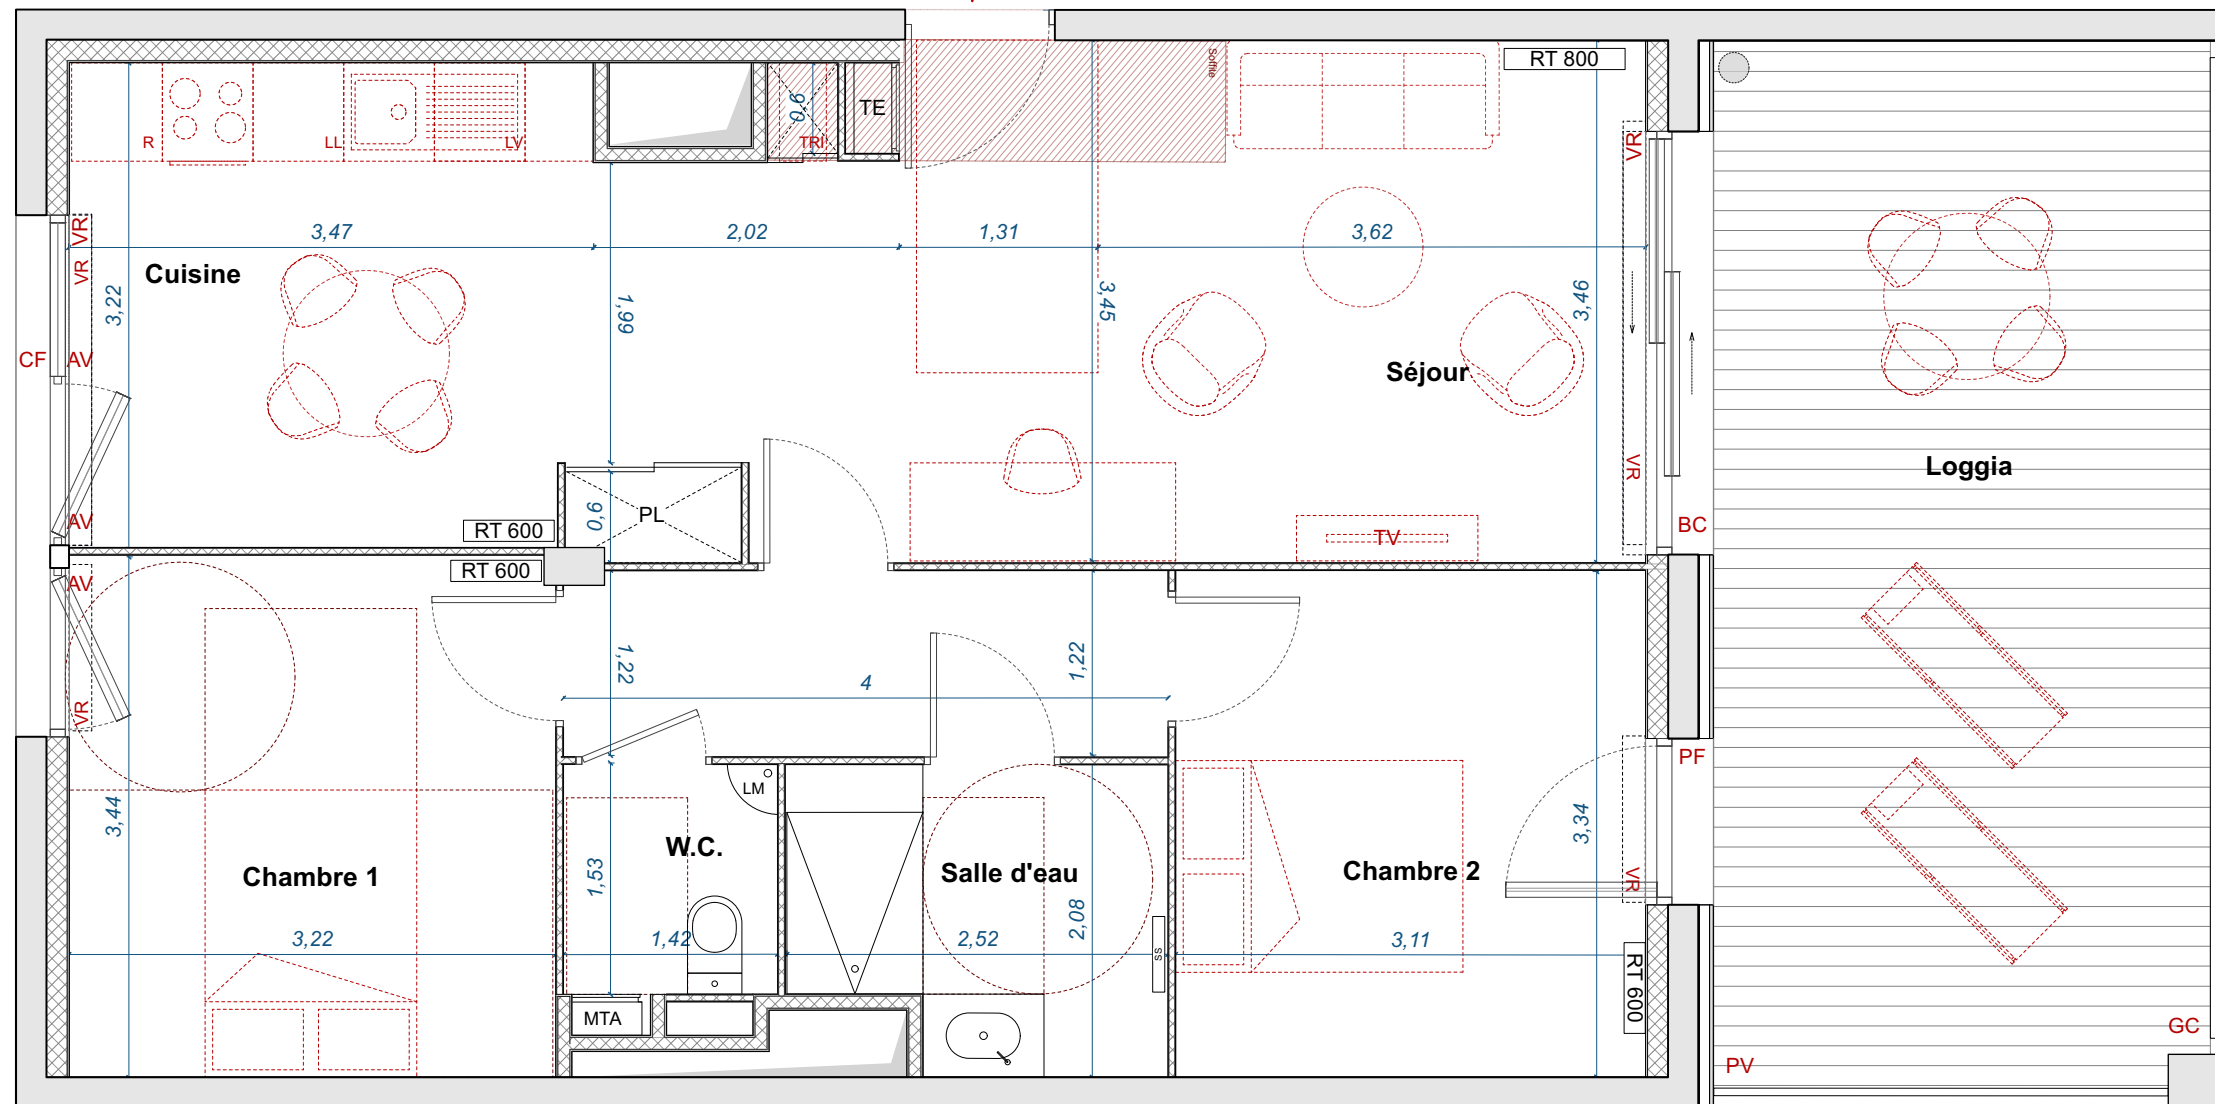 RT 800
Soffite
0,6
TE
R
LL
LV
TRI
VR
VR
3,47
2,02
1,31
3,62
Cuisine
VR
3,22
1,99
3,45
3,46
CF
AV
Séjour
Loggia
VR
AV
RT 600
0,6
PL
BC
TV
AV
RT 600
1,22
1,22
4
VR
PF
LM
3,44
W.C.
3,34
Chambre 1
1,53
Salle d'eau
Chambre 2
VR
2,08
3,22
1,42
2,52
3,11
SS
RT 600
MTA
GC
PV